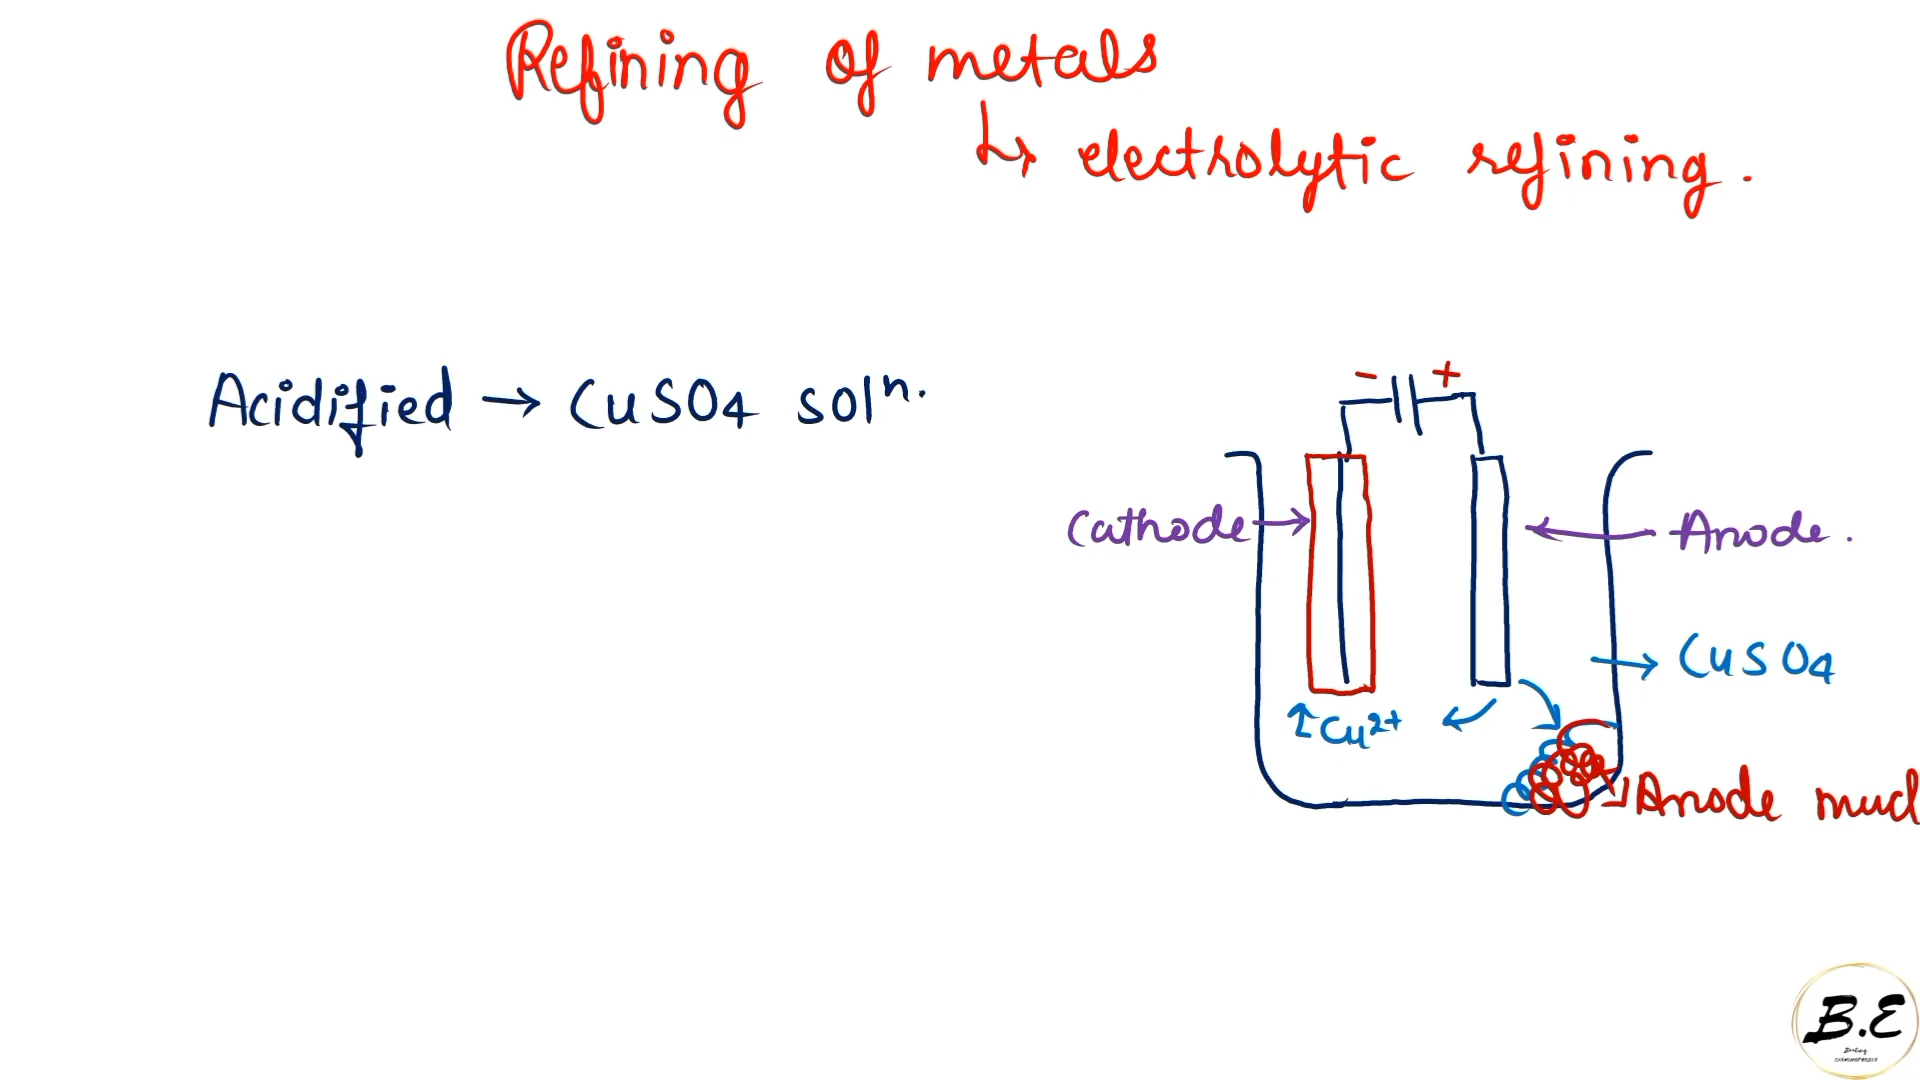 Refining of metals
↳ electrolytic refining.
Acidified → CuSO4 solⁿ.
- +
Cathode →
← Anode.
→ CuSO4
↑Cu²⁺
Anode mud
B.E